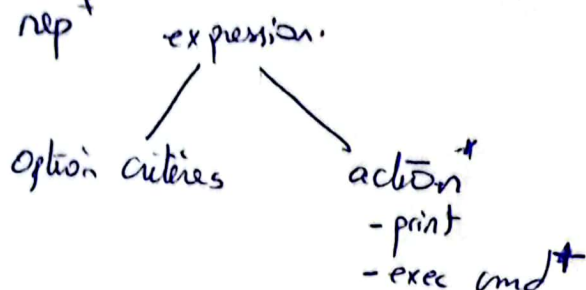 rep+ expression.
Option critères action*
- print
- exec cmd+